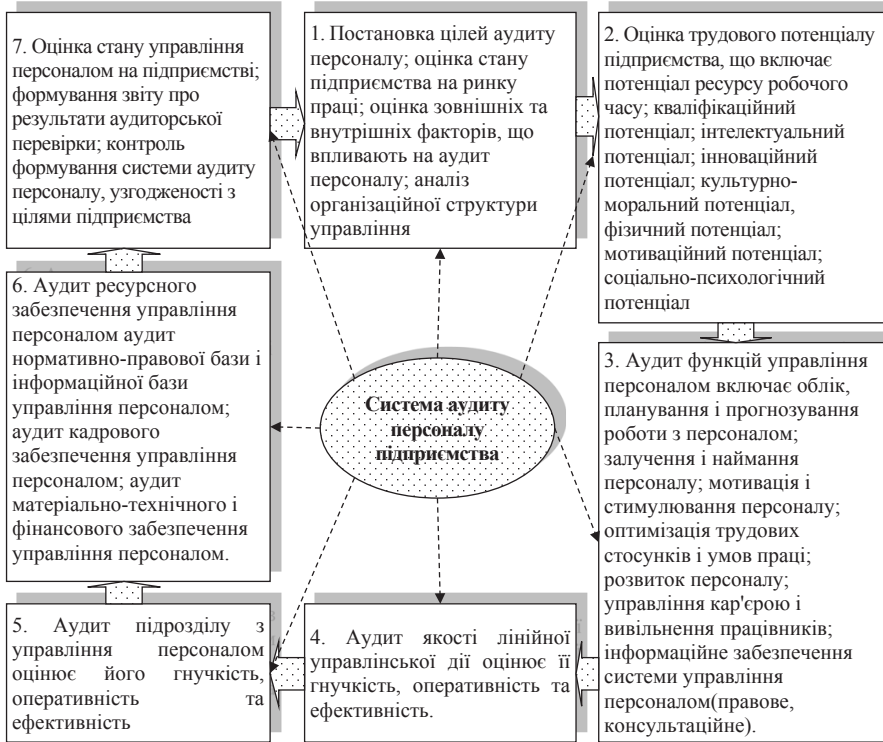 7. Оцінка стану управління
персоналом на підприємстві;
формування звіту про
результати аудиторської
перевірки; контроль
формування системи аудиту
персоналу, узгодженості з
цілями підприємства
1. Постановка цілей аудиту
персоналу; оцінка стану
підприємства на ринку
праці; оцінка зовнішніх та
внутрішніх факторів, що
впливають на аудит
персоналу; аналіз
організаційної структури
управління
2. Оцінка трудового потенціалу
підприємства, що включає
потенціал ресурсу робочого
часу; кваліфікаційний
потенціал; інтелектуальний
потенціал; інноваційний
потенціал; культурно-
моральний потенціал,
фізичний потенціал;
мотиваційний потенціал;
соціально-психологічний
потенціал
6. Аудит ресурсного
забезпечення управління
персоналом аудит
нормативно-правової бази і
інформаційної бази
управління персоналом;
аудит кадрового
забезпечення управління
персоналом; аудит
матеріально-технічного і
фінансового забезпечення
управління персоналом.
Система аудиту
персоналу
підприємства
3. Аудит функцій управління
персоналом включає облік,
планування і прогнозування
роботи з персоналом;
залучення і наймання
персоналу; мотивація і
стимулювання персоналу;
оптимізація трудових
стосунків і умов праці;
розвиток персоналу;
управління кар'єрою і
вивільнення працівників;
інформаційне забезпечення
системи управління
персоналом(правове,
консультаційне).
5. Аудит підрозділу з
управління персоналом
оцінює його гнучкість,
оперативність та
ефективність
4. Аудит якості лінійної
управлінської дії оцінює її
гнучкість, оперативність та
ефективність.